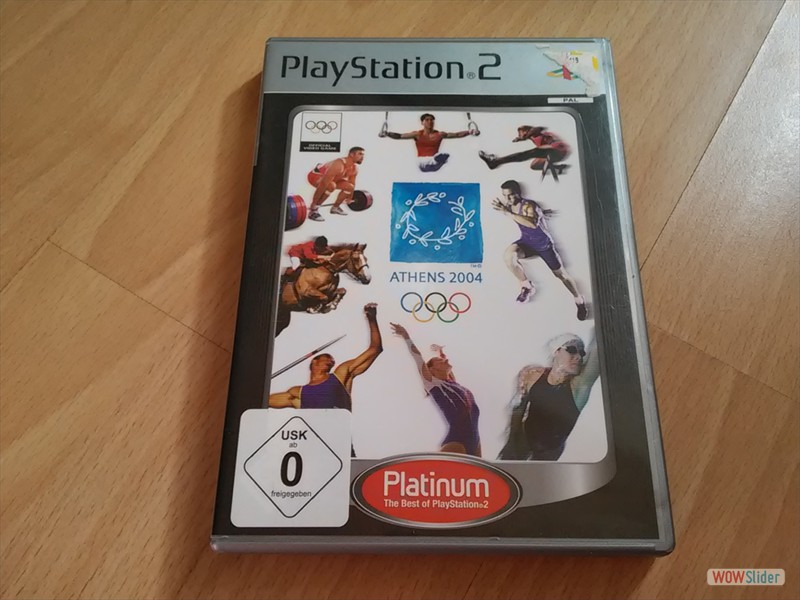 PlayStation®2
PAL
OFFICIAL
VIDEO GAME
TM©
ATHENS 2004
USK
ab
0
freigegeben
Platinum
The Best of PlayStation®2
WOWSlider